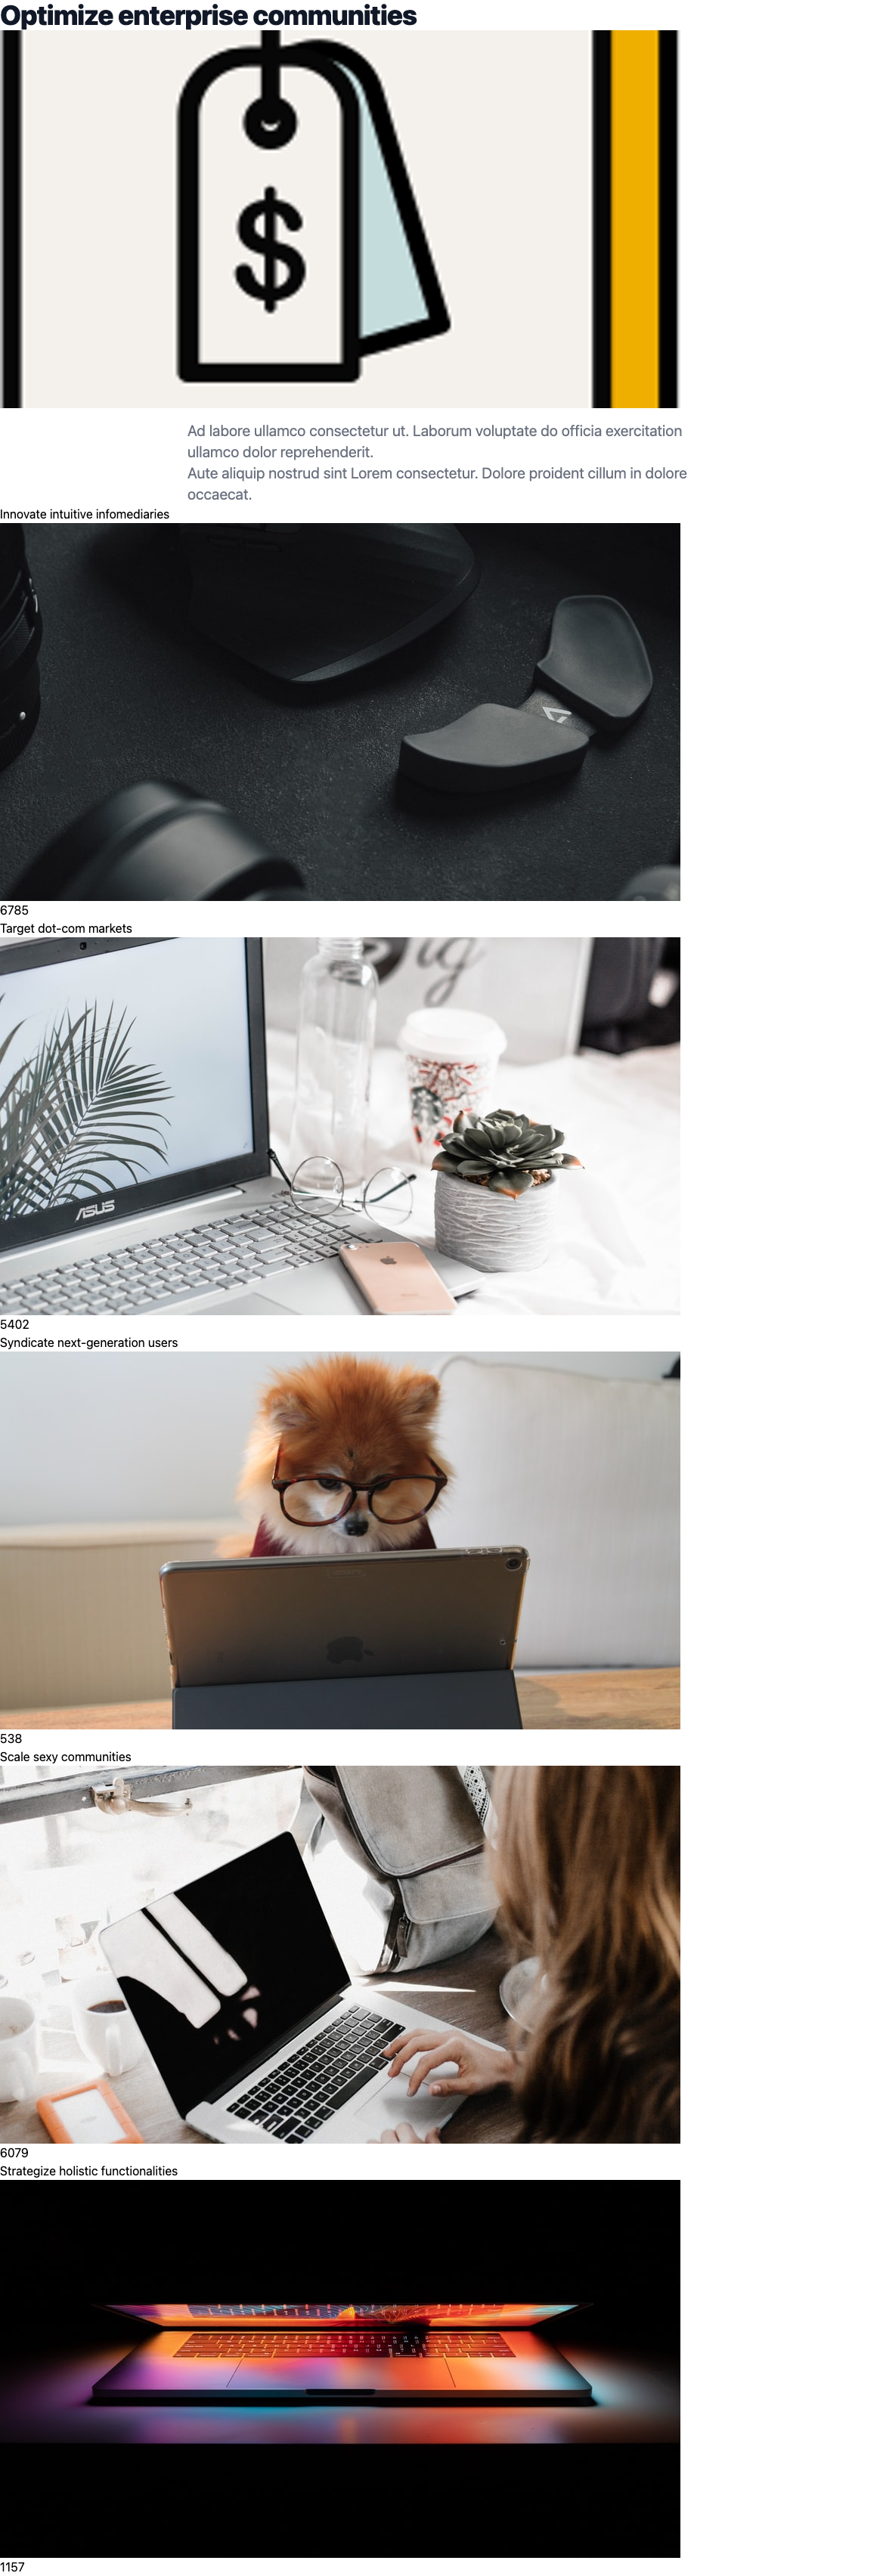 Optimize enterprise communities
$
Ad labore ullamco consectetur ut. Laborum voluptate do officia exercitation
ullamco dolor reprehenderit.
Aute aliquip nostrud sint Lorem consectetur. Dolore proident cillum in dolore
occaecat.
Innovate intuitive infomediaries
6785
Target dot-com markets
ASUS
5402
Syndicate next-generation users
538
Scale sexy communities
6079
Strategize holistic functionalities
1157